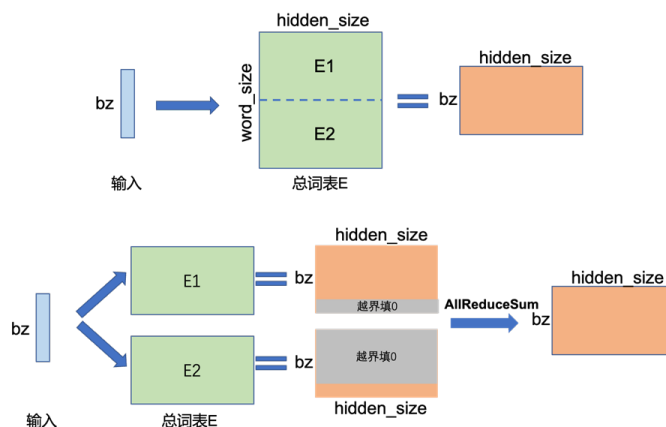 hidden_size
word_size
E1
E2
bz
bz
hidden_size
输入
总词表E
hidden_size
E1
bz
越界填0
AllReduceSum
hidden_size
bz
bz
E2
bz
越界填0
hidden_size
输入
总词表E